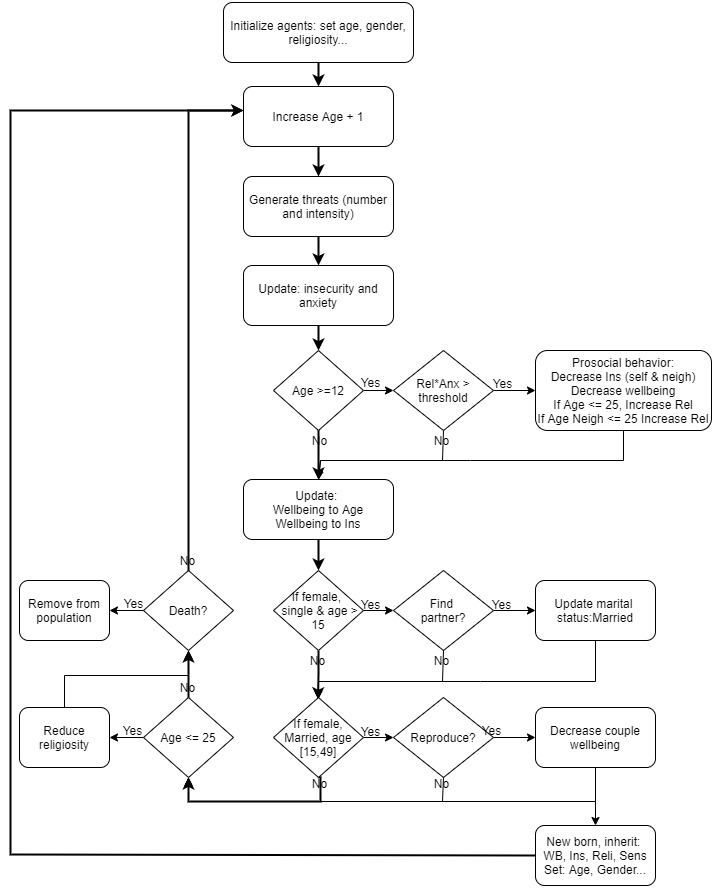 Initialize agents: set age, gender,
religiosity...
Increase Age + 1
Generate threats (number
and intensity)
Update: insecurity and
anxiety
Age >=12
Yes
Rel*Anx >
threshold
Yes
Prosocial behavior:
Decrease Ins (self & neigh)
Decrease wellbeing
If Age <= 25, Increase Rel
If Age Neigh <= 25 Increase Rel
No
No
Update:
Wellbeing to Age
Wellbeing to Ins
No
Remove from
population
Yes
Death?
If female,
single & age >
15
Yes
Find
partner?
Yes
Update marital
status:Married
No
No
No
Reduce
religiosity
Yes
Age <= 25
If female,
Married, age
[15,49]
Yes
Reproduce?
Yes
Decrease couple
wellbeing
No
No
New born, inherit:
WB, Ins, Reli, Sens
Set: Age, Gender...